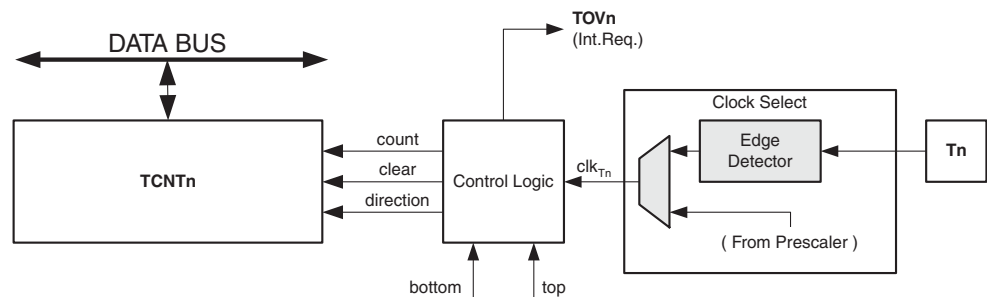 TOVn
(Int.Req.)
DATA BUS
Clock Select
Edge
Detector
Tn
TCNTn
count
clear
direction
Control Logic
clkTn
( From Prescaler )
bottom
top